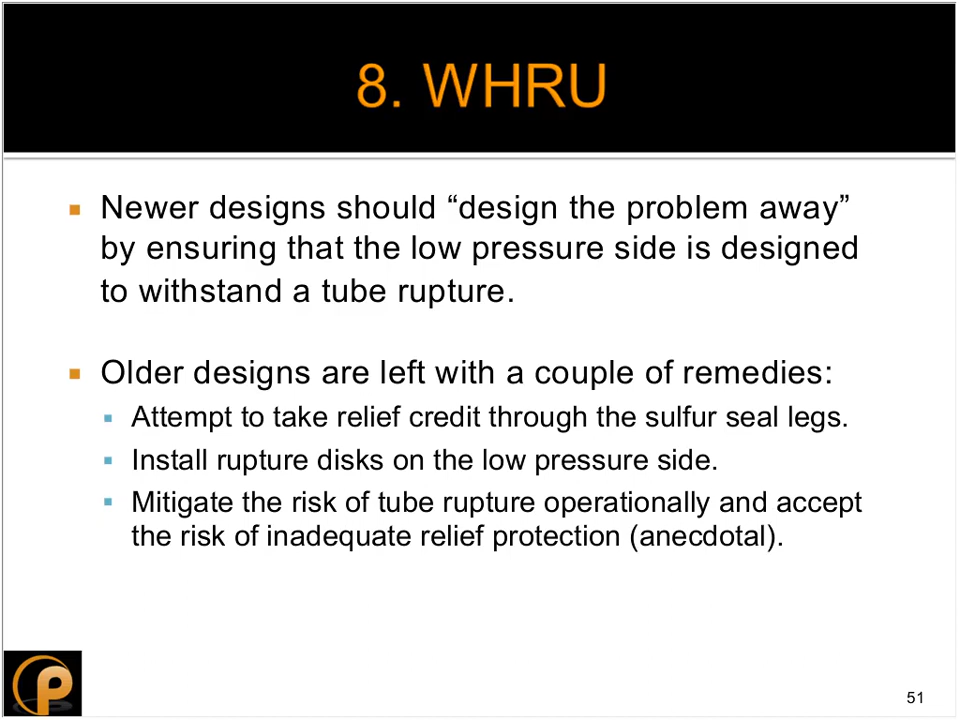 8. WHRU
Newer designs should “design the problem away”
by ensuring that the low pressure side is designed
to withstand a tube rupture.
Older designs are left with a couple of remedies:
Attempt to take relief credit through the sulfur seal legs.
Install rupture disks on the low pressure side.
Mitigate the risk of tube rupture operationally and accept
the risk of inadequate relief protection (anecdotal).
P
51